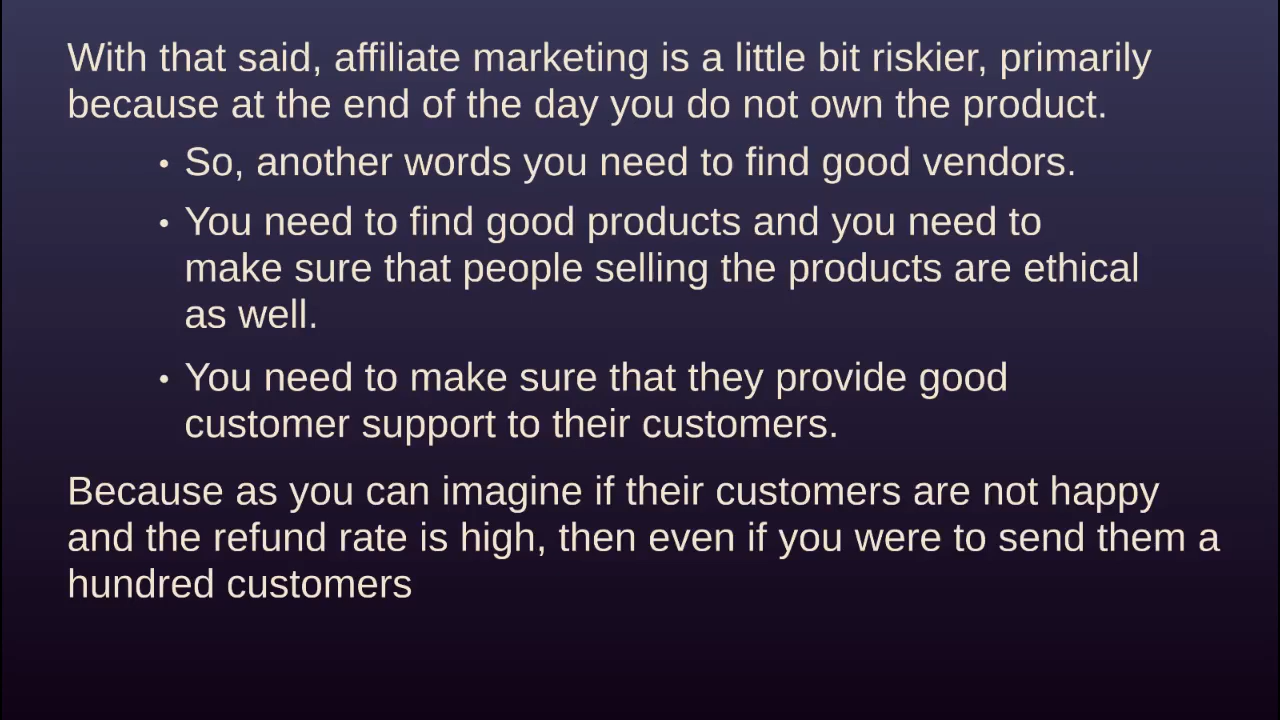 With that said, affiliate marketing is a little bit riskier, primarily
because at the end of the day you do not own the product.
• So, another words you need to find good vendors.
• You need to find good products and you need to
make sure that people selling the products are ethical
as well.
• You need to make sure that they provide good
customer support to their customers.
Because as you can imagine if their customers are not happy
and the refund rate is high, then even if you were to send them a
hundred customers